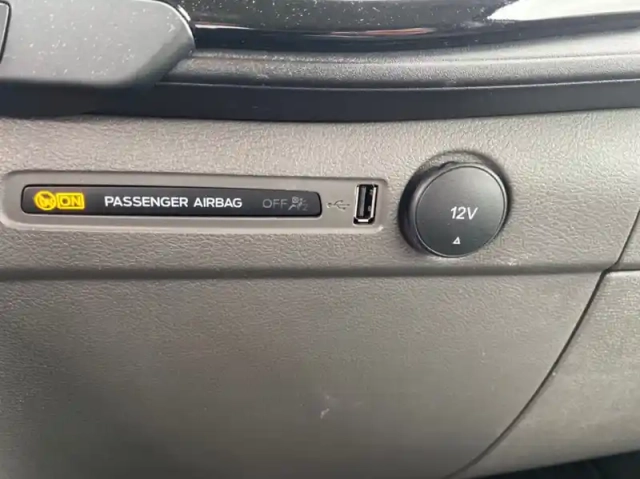 ON PASSENGER AIRBAG OFF
12V